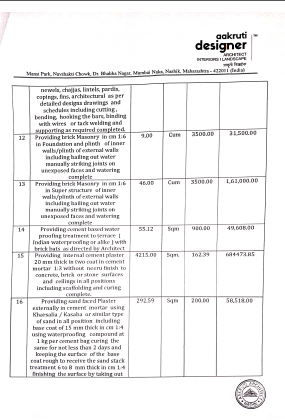 aakruti
designer
ARCHITECT
INTERIORS I LANDSCAPE
Mansi Park, Navshakti Chowk, Dr. Bhabha Nagar, Mumbai Naka, Nashik, Maharashtra - 422011 (India)
newels, chajjas, lintels, pardis,
copings, fins, architectural as per
detailed designs drawings and
schedules including cutting,
bending, hooking the bars, binding
with wires or tack welding and
supporting as required completed.
12 Providing brick Masonry in cm 1:6 9.00 Cum 3500.00 31,500.00
in Foundation and plinth of inner
walls/plinth of external walls
including bailing out water
manually striking joints on
unexposed faces and watering
complete
13 Providing brick Masonry in cm 1:6 46.00 Cum 3500.00 1,61,000.00
in Super structure of inner
walls/plinth of external walls
including bailing out water
manually striking joints on
unexposed faces and watering
complete
14 Providing cement based water 55.12 Sqm 900.00 49,608.00
proofing treatment to terrace (
Indian waterproofing or alike ) with
brick bats as directed by Architect
15 Providing internal cement plaster 4215.00 Sqm. 162.39 684473.85
20 mm thick in two coat in cement
mortar 1:3 without neeru finish to
concrete, brick or stone surfaces
and ceilings in all positions
including scaffolding and curing
complete.
16 Providing sand faced Plaster 292.59 Sqm 200.00 58,518.00
externally in cement mortar using
Kharsalia / Kasaba or similar type
of sand in all position including
base coat of 15 mm thick in cm 1:4
using waterproofing compound at
1 kg per cement bag curing the
same for not less than 2 days and
keeping the surface of the base
coat rough to receive the sand stack
treatment 6 to 8 mm thick in cm 1:4
finishing the surface by taking out